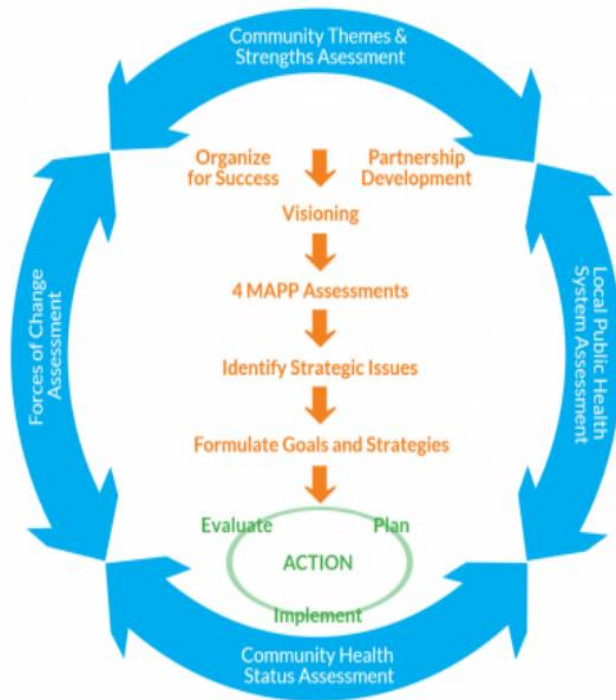 Community Themes &
Strengths Asessment
Organize
for Success
Partnership
Development
Visioning
4 MAPP Assessments
Identify Strategic Issues
Formulate Goals and Strategies
Evaluate
Plan
ACTION
Implement
Forces of Change
Assessment
Local Public Health
System Assessment
Community Health
Status Assessment